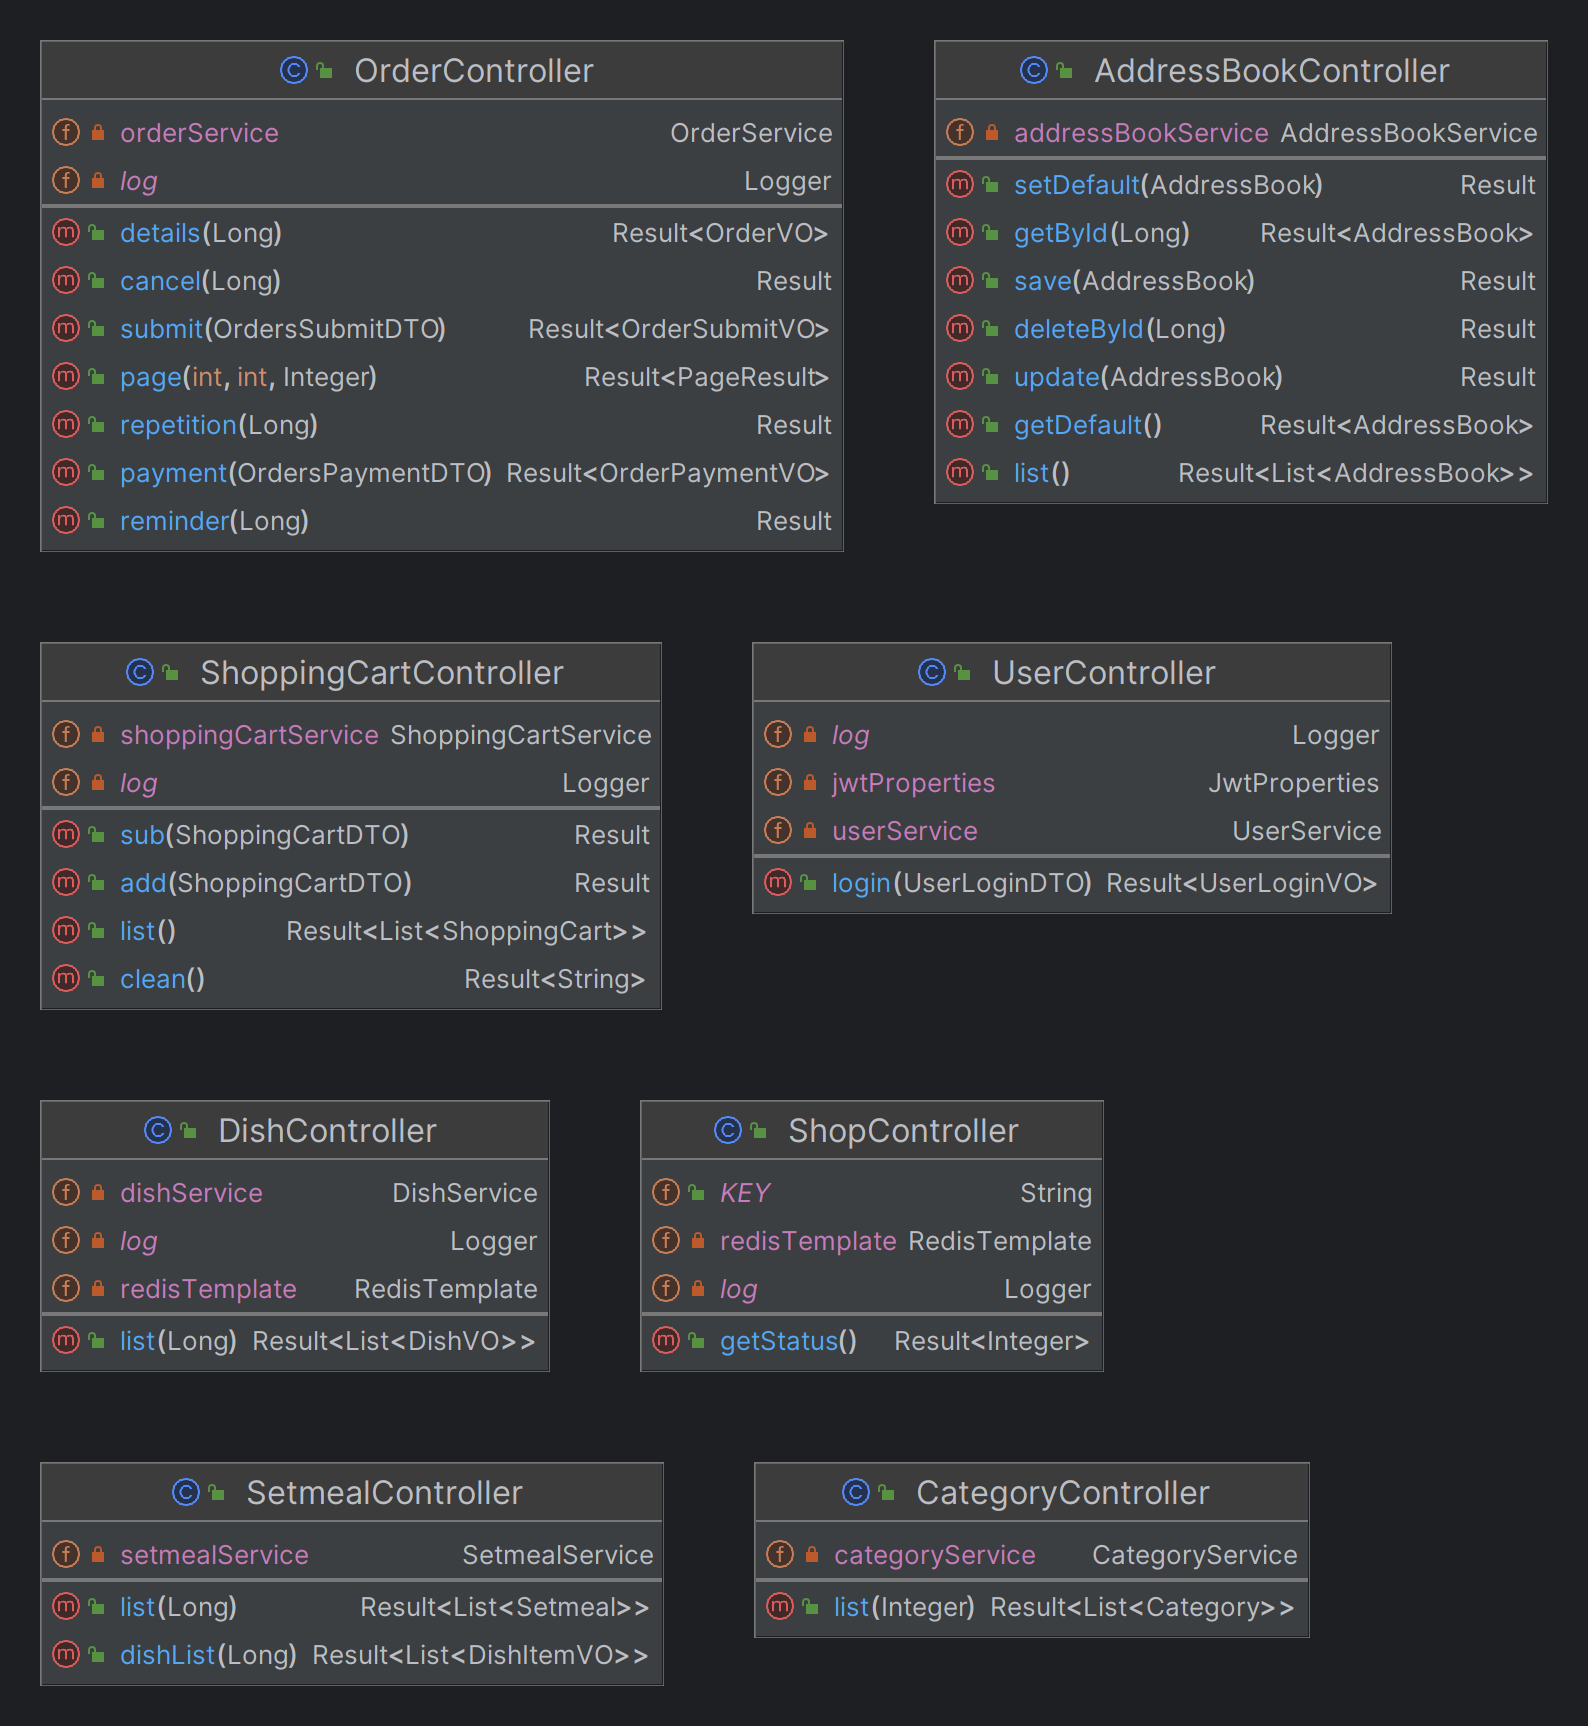 OrderController
orderService OrderService
log Logger
details(Long) Result<OrderVO>
cancel(Long) Result
submit(OrdersSubmitDTO) Result<OrderSubmitVO>
page(int, int, Integer) Result<PageResult>
repetition(Long) Result
payment(OrdersPaymentDTO) Result<OrderPaymentVO>
reminder(Long) Result
AddressBookController
addressBookService AddressBookService
setDefault(AddressBook) Result
getById(Long) Result<AddressBook>
save(AddressBook) Result
deleteById(Long) Result
update(AddressBook) Result
getDefault() Result<AddressBook>
list() Result<List<AddressBook>>
ShoppingCartController
shoppingCartService ShoppingCartService
log Logger
sub(ShoppingCartDTO) Result
add(ShoppingCartDTO) Result
list() Result<List<ShoppingCart>>
clean() Result<String>
UserController
log Logger
jwtProperties JwtProperties
userService UserService
login(UserLoginDTO) Result<UserLoginVO>
DishController
dishService DishService
log Logger
redisTemplate RedisTemplate
list(Long) Result<List<DishVO>>
ShopController
KEY String
redisTemplate RedisTemplate
log Logger
getStatus() Result<Integer>
SetmealController
setmealService SetmealService
list(Long) Result<List<Setmeal>>
dishList(Long) Result<List<DishItemVO>>
CategoryController
categoryService CategoryService
list(Integer) Result<List<Category>>